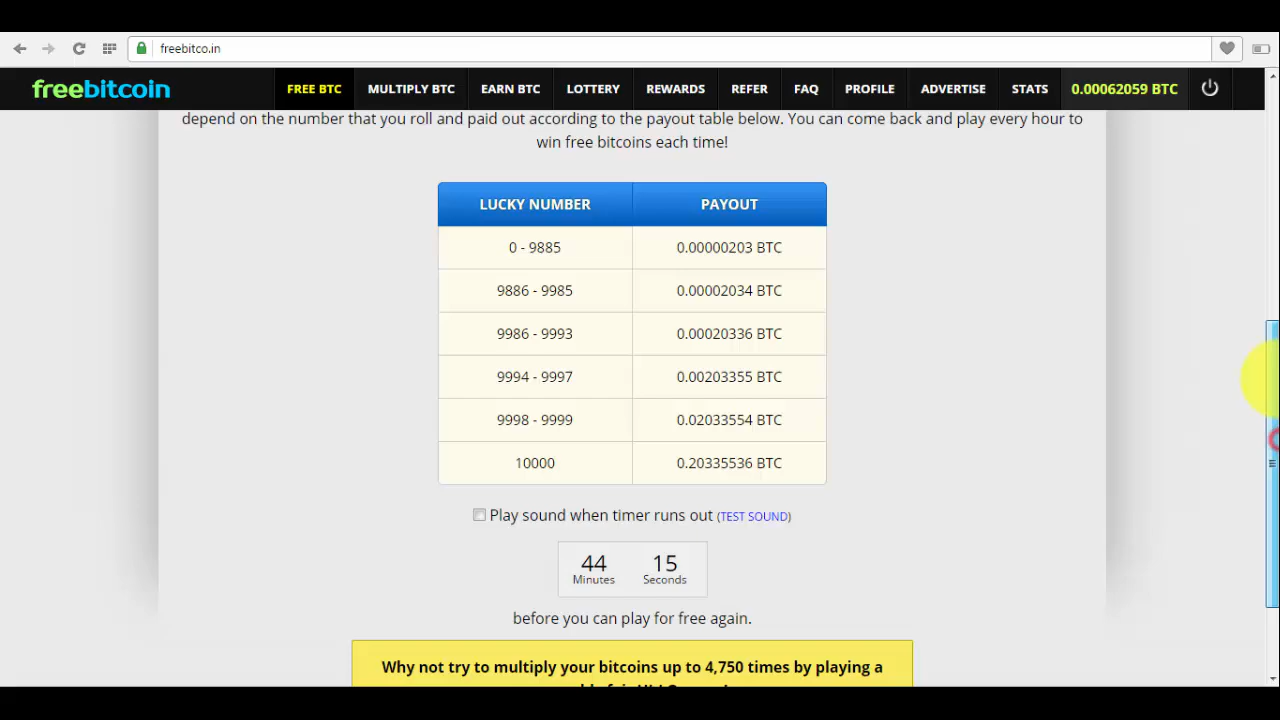 freebitco.in
freebitcoin FREE BTC MULTIPLY BTC EARN BTC LOTTERY REWARDS REFER FAQ PROFILE ADVERTISE STATS 0.00062059 BTC
depend on the number that you roll and paid out according to the payout table below. You can come back and play every hour to
win free bitcoins each time!
LUCKY NUMBER PAYOUT
0 - 9885 0.00000203 BTC
9886 - 9985 0.00002034 BTC
9986 - 9993 0.00020336 BTC
9994 - 9997 0.00203355 BTC
9998 - 9999 0.02033554 BTC
10000 0.20335536 BTC
Play sound when timer runs out (TEST SOUND)
44 15
Minutes Seconds
before you can play for free again.
Why not try to multiply your bitcoins up to 4,750 times by playing a